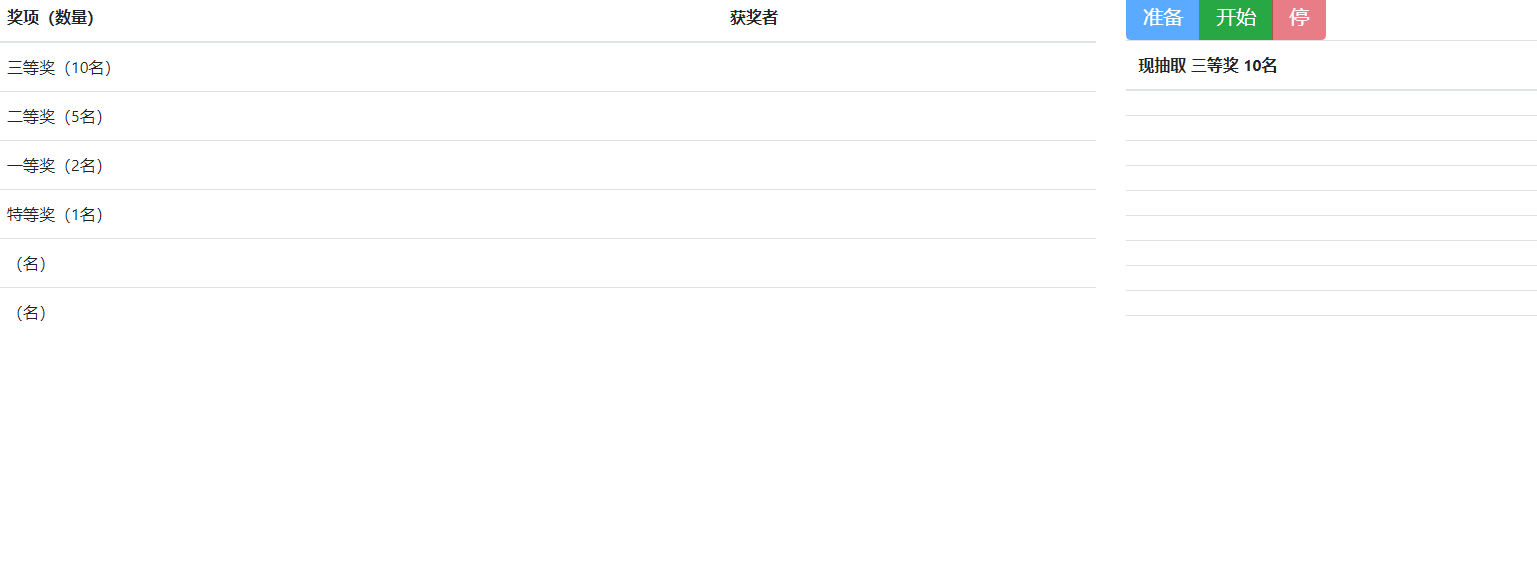 奖项（数量） 获奖者
三等奖（10名）
二等奖（5名）
一等奖（2名）
特等奖（1名）
（名）
（名）
准备 开始 停
现抽取 三等奖 10名